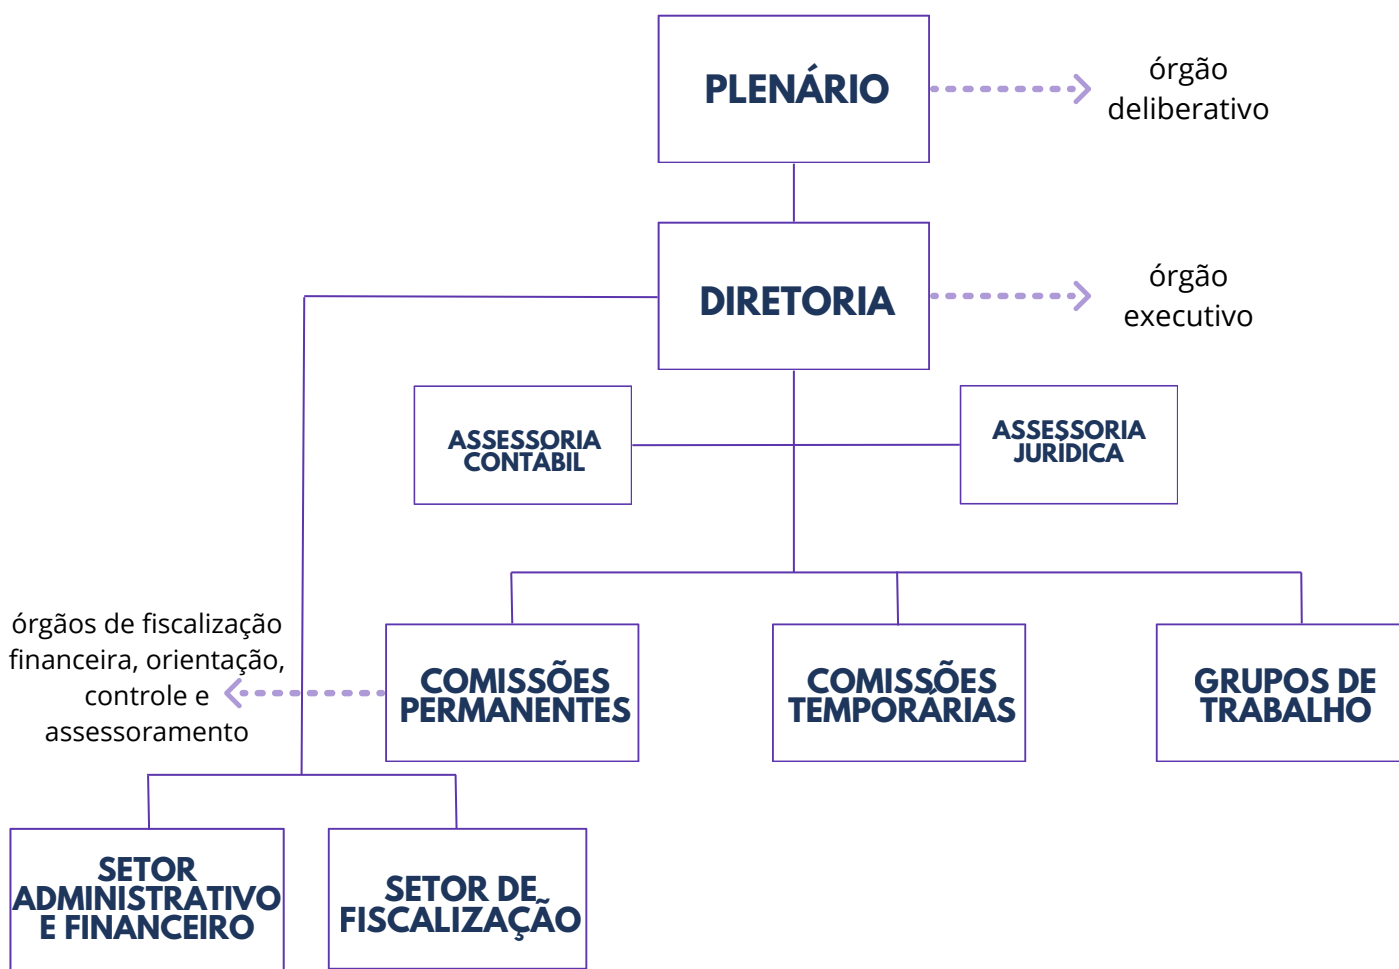 PLENÁRIO
órgão
deliberativo
DIRETORIA
órgão
executivo
ASSESSORIA
CONTÁBIL
ASSESSORIA
JURÍDICA
órgãos de fiscalização
financeira, orientação,
controle e
assessoramento
COMISSÕES
PERMANENTES
COMISSÕES
TEMPORÁRIAS
GRUPOS DE
TRABALHO
SETOR
ADMINISTRATIVO
E FINANCEIRO
SETOR DE
FISCALIZAÇÃO